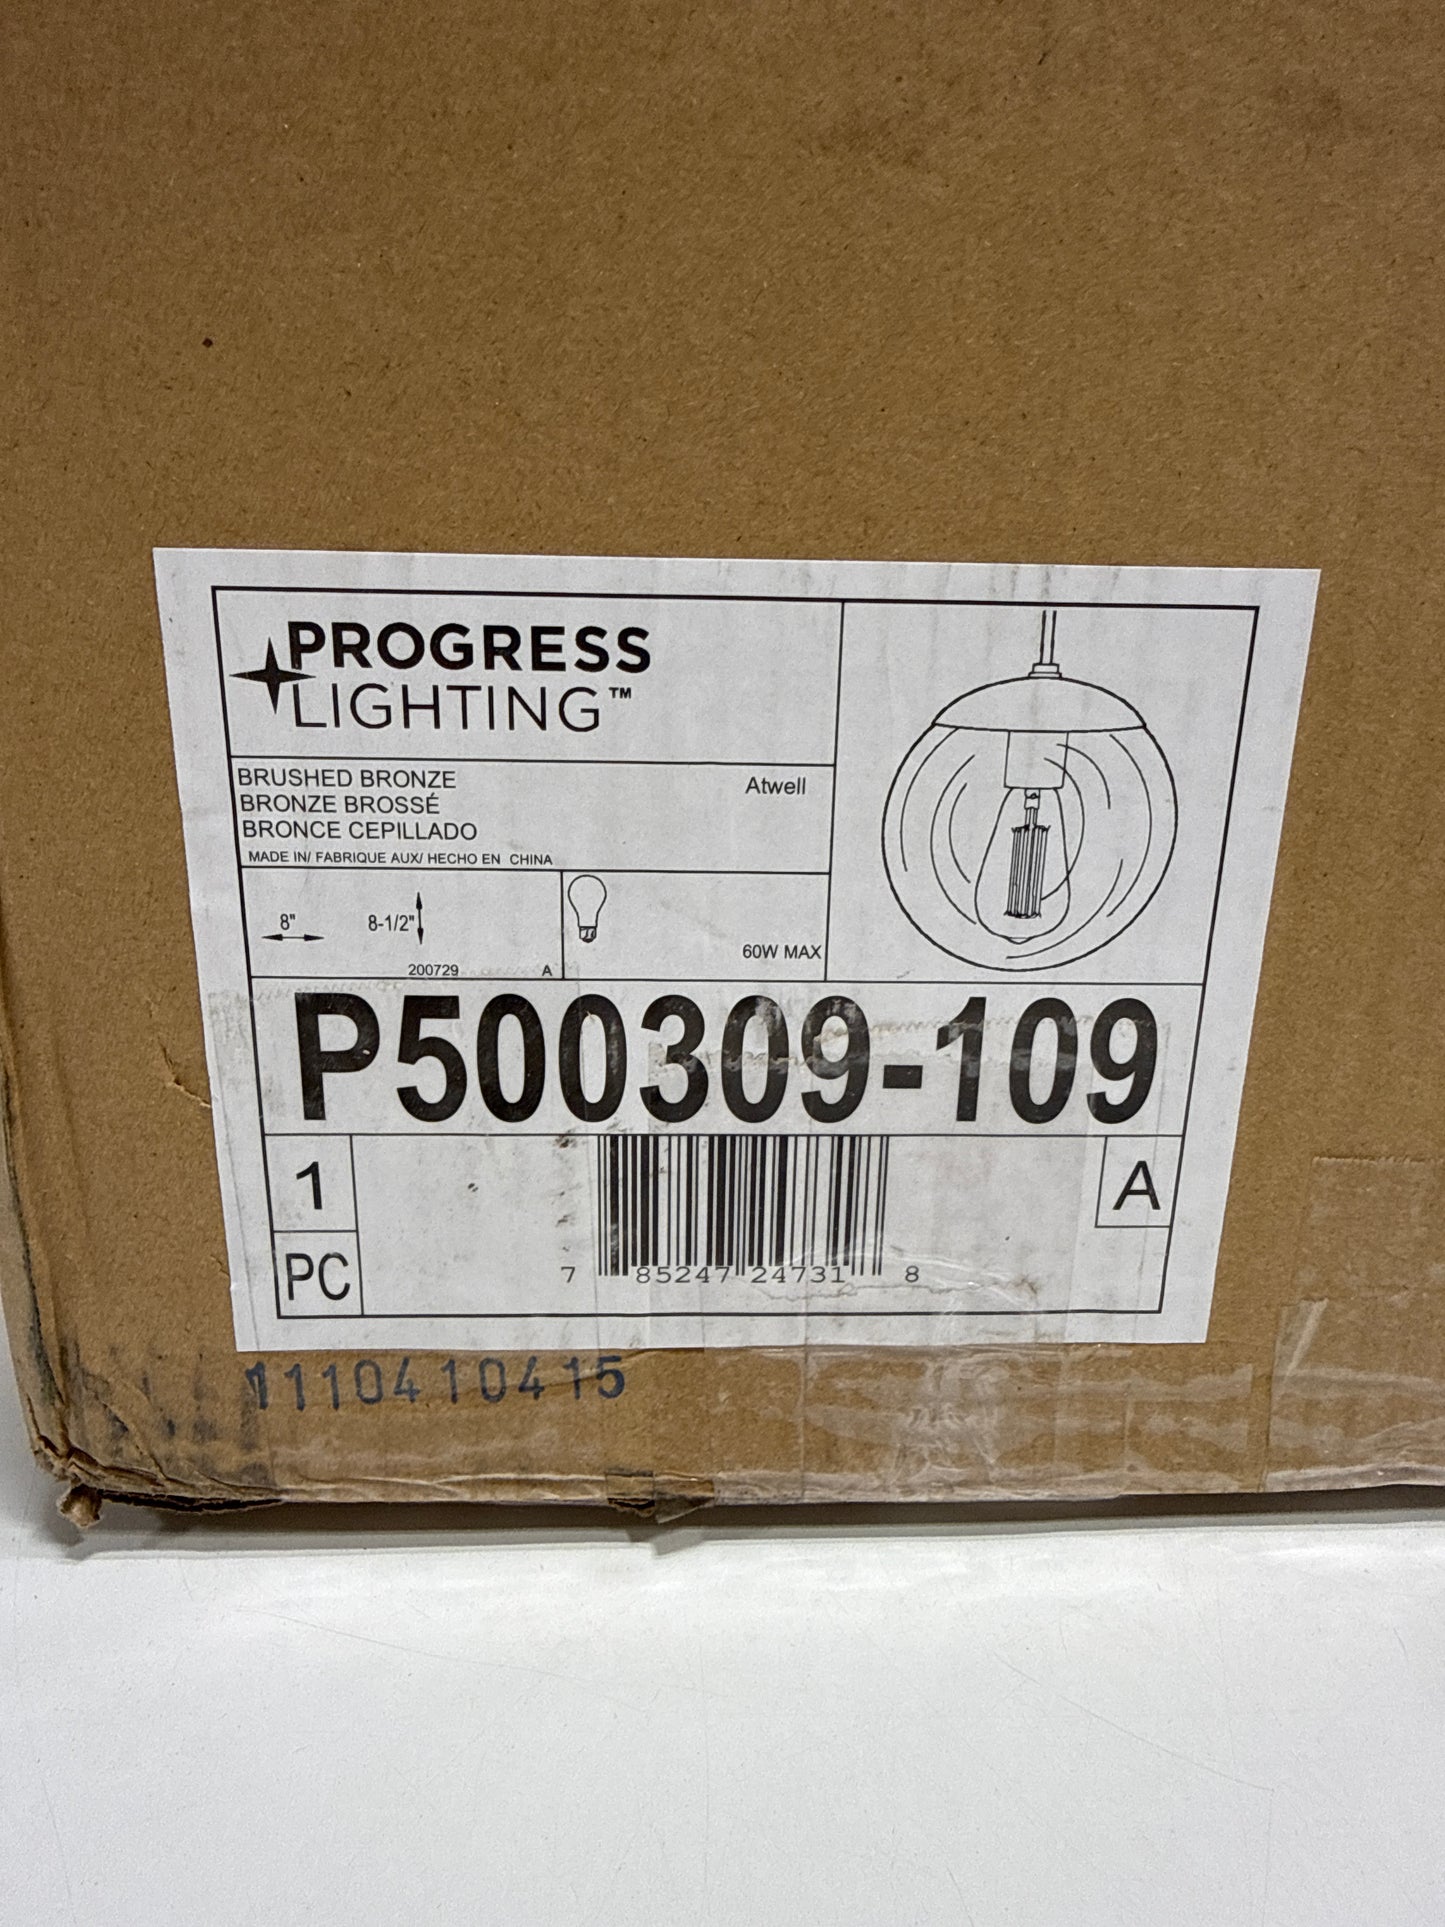 PROGRESS
LIGHTING™
BRUSHED BRONZE
Atwell
BRONZE BROSSÉ
BRONCE CEPILLADO
MADE IN/ FABRIQUE AUX/ HECHO EN CHINA
8"
8-1/2"
200729
A
60W MAX
P500309-109
1
PC
A
7 85247 24731 8
1110410415